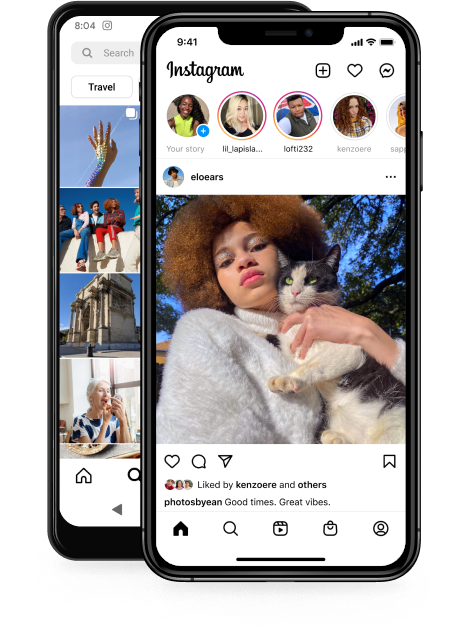 8:04
Search
Travel
9:41
Instagram
Your story
lil_lapisla...
lofti232
kenzoere
eloears
Liked by kenzoere and others
photosbyean Good times. Great vibes.